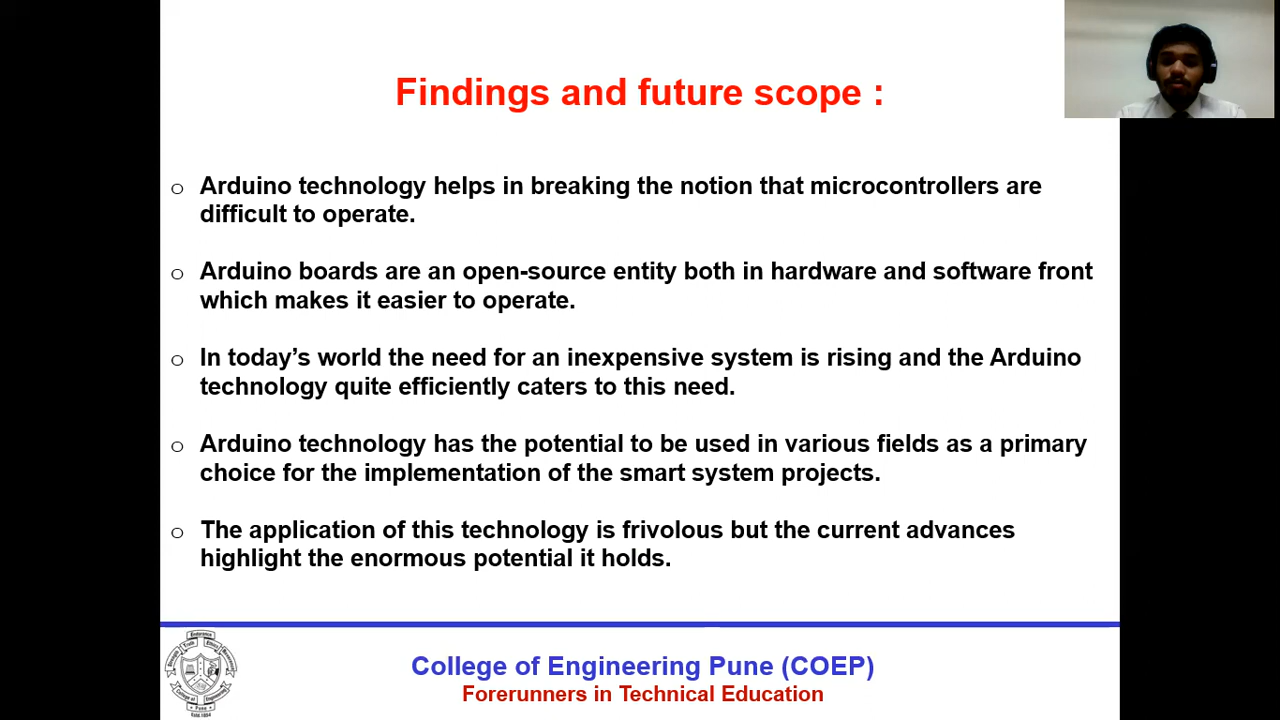 Findings and future scope :
o Arduino technology helps in breaking the notion that microcontrollers are
difficult to operate.
o Arduino boards are an open-source entity both in hardware and software front
which makes it easier to operate.
o In today’s world the need for an inexpensive system is rising and the Arduino
technology quite efficiently caters to this need.
o Arduino technology has the potential to be used in various fields as a primary
choice for the implementation of the smart system projects.
o The application of this technology is frivolous but the current advances
highlight the enormous potential it holds.
College of Engineering Pune (COEP)
Forerunners in Technical Education